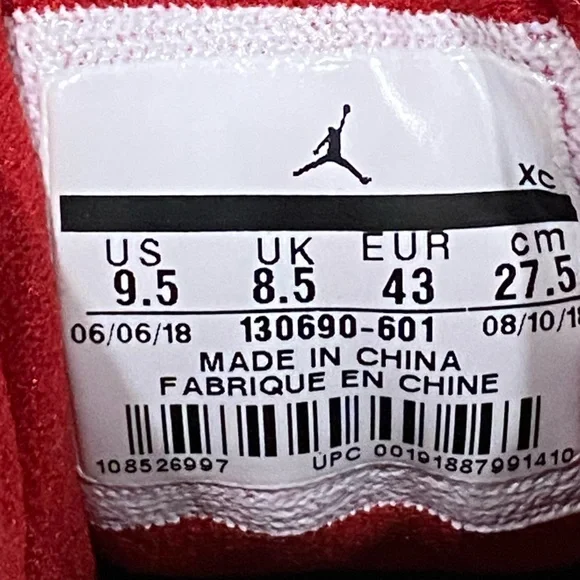 XC
US UK EUR cm
9.5 8.5 43 27.5
06/06/18 130690-601 08/10/18
MADE IN CHINA
FABRIQUE EN CHINE
108526997 UPC 00191887991410